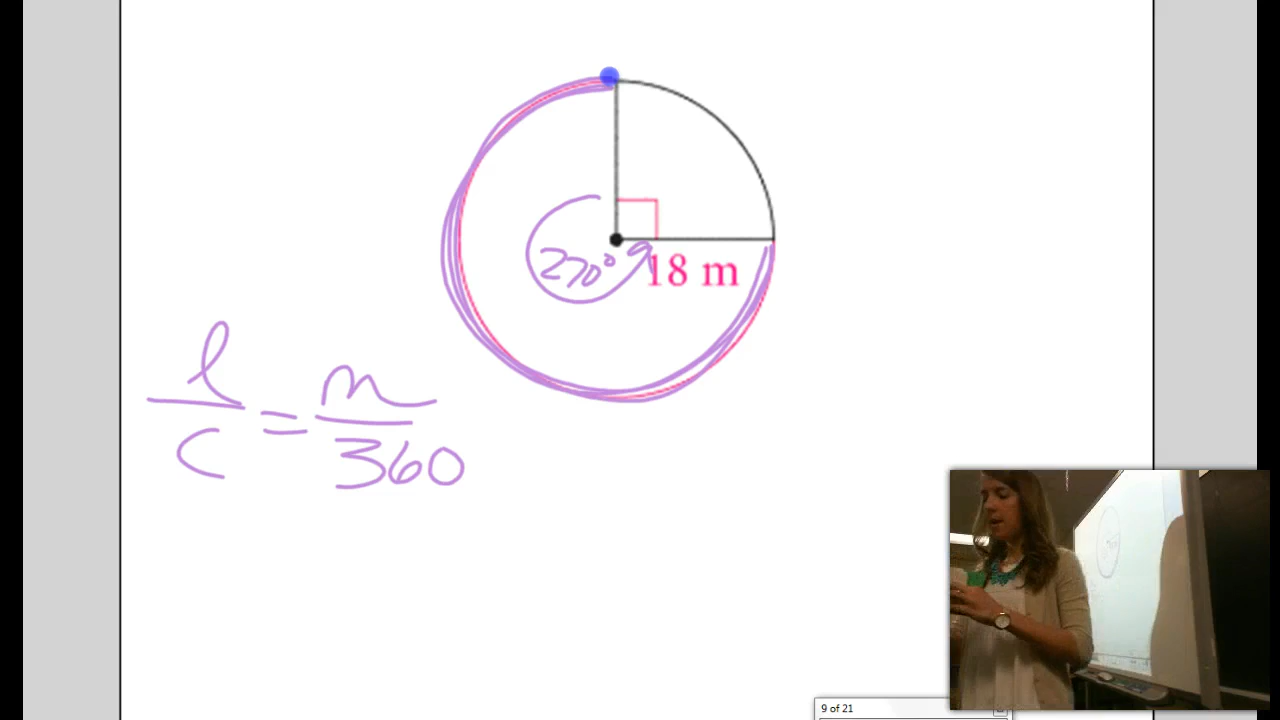 270°
18 m
l/c = m/360
9 of 21